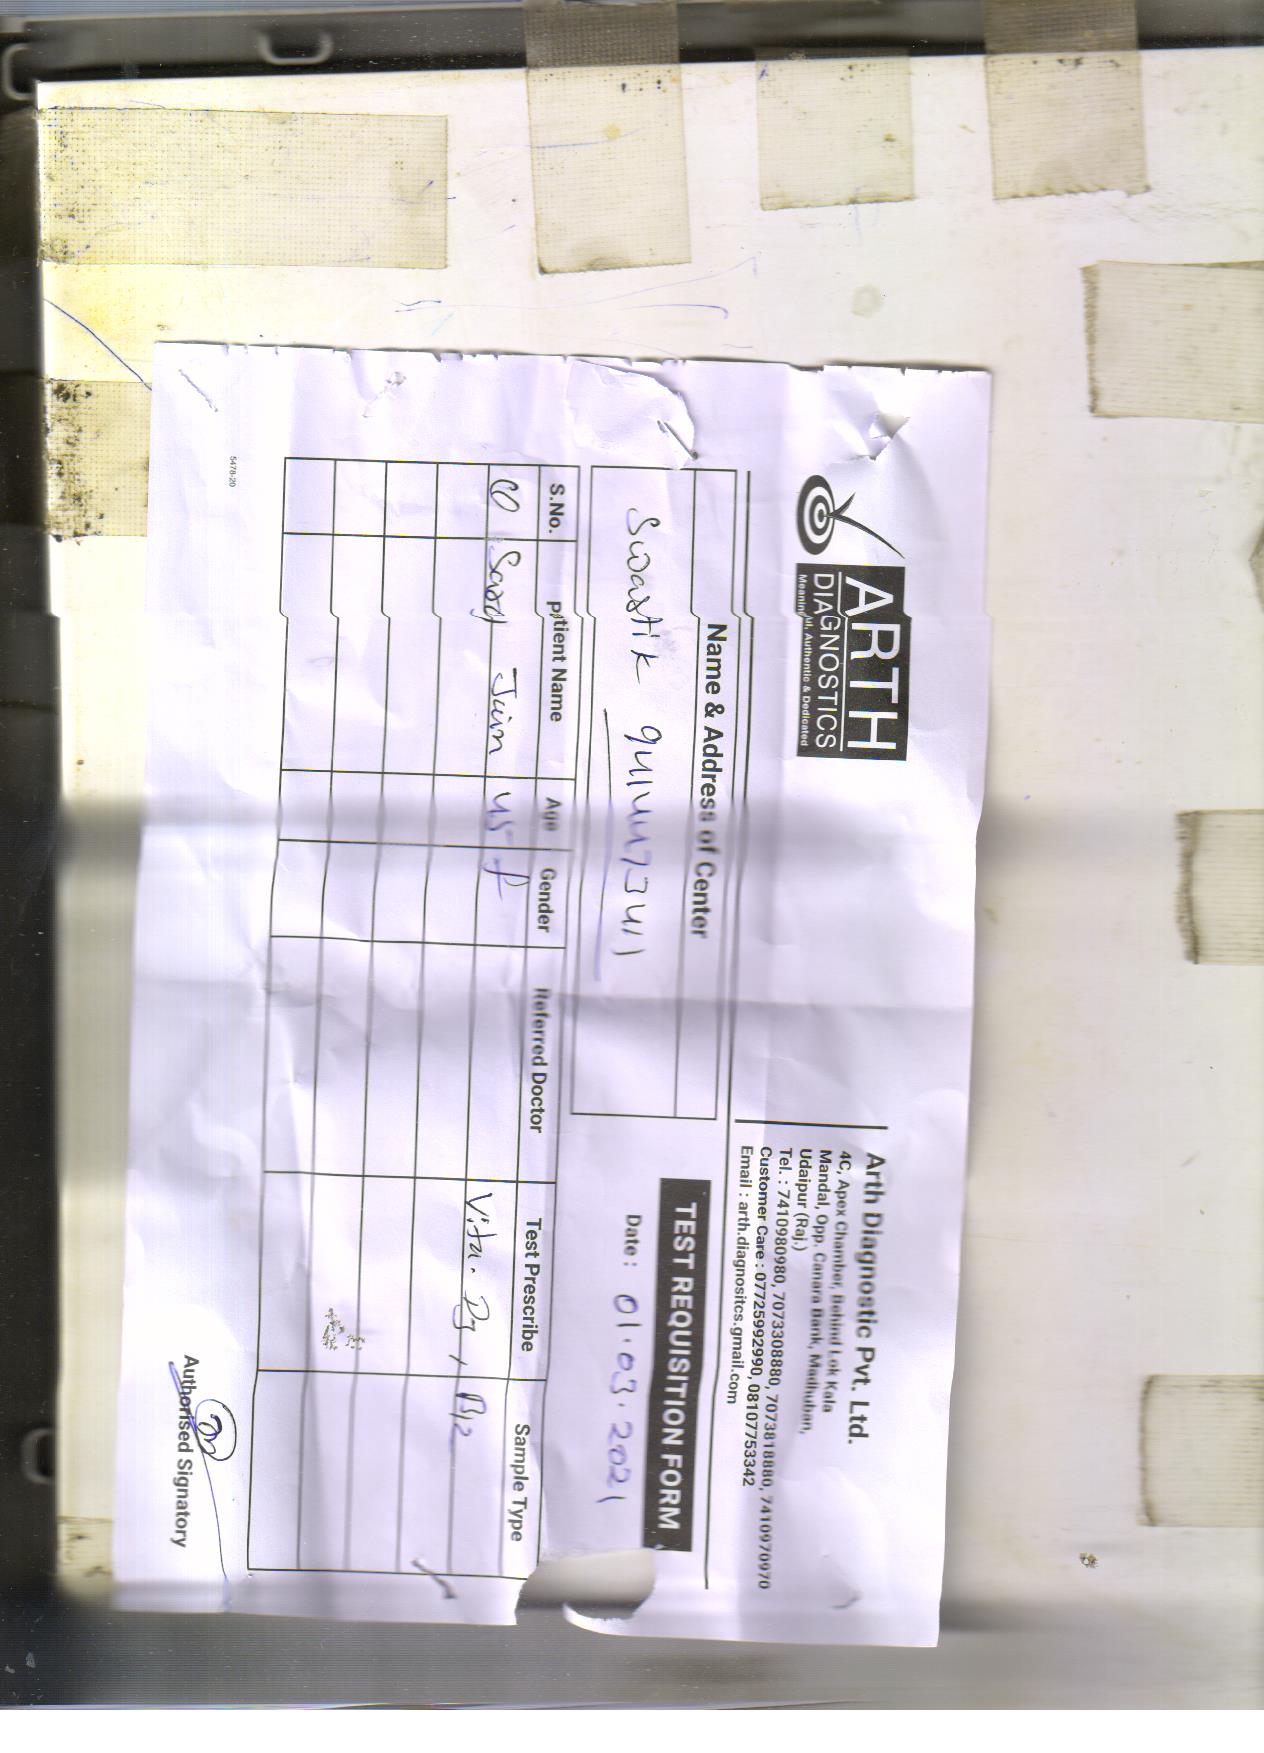 ARTH
DIAGNOSTICS
Meaningful, Authentic & Dedicated
Arth Diagnostic Pvt. Ltd.
4C, Apex Chamber, Behind Lok Kala
Mandal, Opp. Canara Bank, Madhuban,
Udaipur (Raj.)
Tel. : 7410980980, 7073308880, 7073818880, 7410970970
Customer Care : 07725992990, 08107753342
Email : arth.diagnositcs.gmail.com
Name & Address of Center
Swastik 9414473411
TEST REQUISITION FORM
Date : 01.03.2021
S.No. Patient Name Age Gender Referred Doctor Test Prescribe Sample Type
Jain 45 f Vita. D3, B12
Authorised Signatory
5478-20